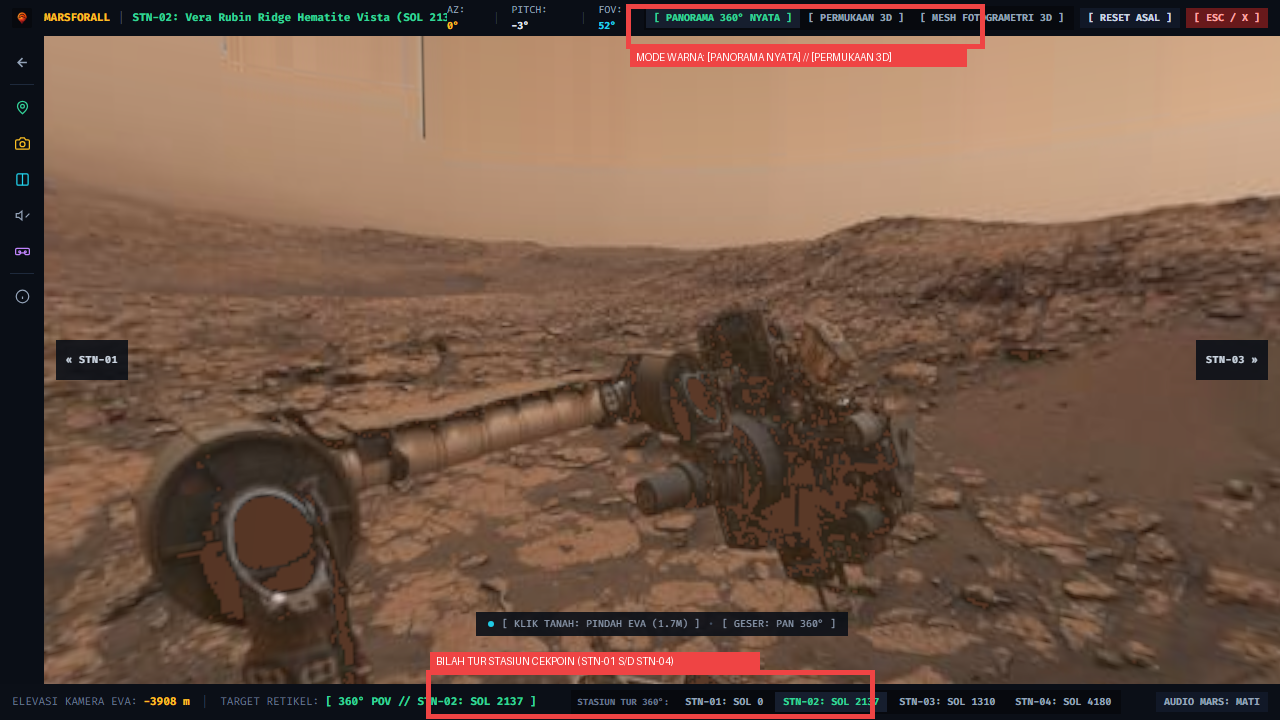 MARSFORALL
STN-02: Vera Rubin Ridge Hematite Vista (SOL 213
AZ: 0°
PITCH: -3°
FOV: 52°
[ PANORAMA 360° NYATA ]
[ PERMUKAAN 3D ]
[ MESH FOTOGRAMETRI 3D ]
[ RESET ASAL ]
[ ESC / X ]
MODE WARNA: [PANORAMA NYATA] // [PERMUKAAN 3D]
« STN-01
STN-03 »
[ KLIK TANAH: PINDAH EVA (1.7M) ] · [ GESER: PAN 360° ]
BILAH TUR STASIUN CEKPOIN (STN-01 S/D STN-04)
ELEVASI KAMERA EVA: -3908 m
TARGET RETIKEL: [ 360° POV // STN-02: SOL 2137 ]
STASIUN TUR 360°:
STN-01: SOL 0
STN-02: SOL 2137
STN-03: SOL 1310
STN-04: SOL 4180
AUDIO MARS: MATI